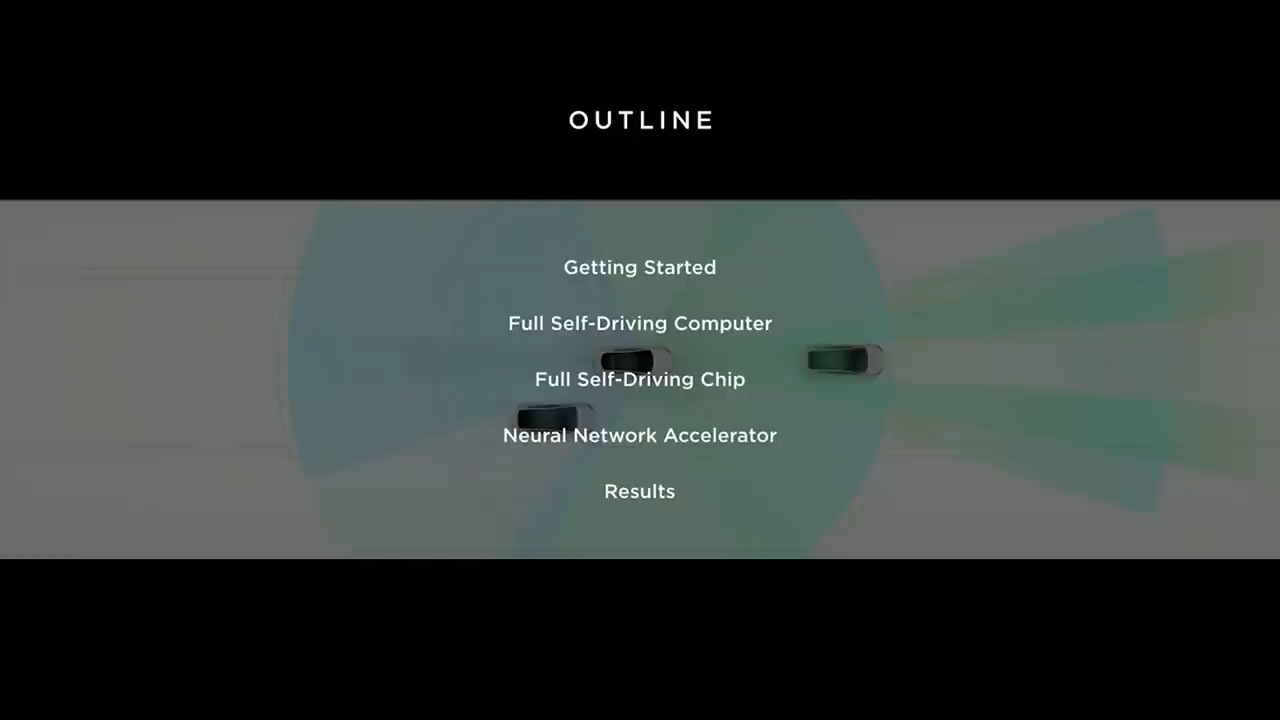 OUTLINE
Getting Started
Full Self-Driving Computer
Full Self-Driving Chip
Neural Network Accelerator
Results